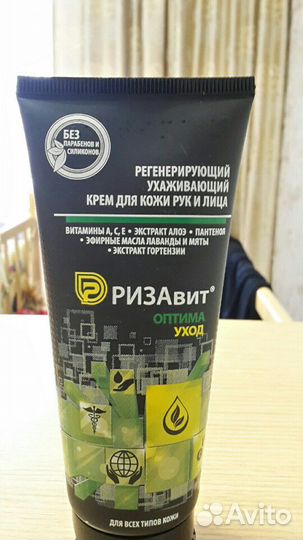 БЕЗ
ПАРАБЕНОВ И
СИЛИКОНОВ
РЕГЕНЕРИРУЮЩИЙ
УХАЖИВАЮЩИЙ
КРЕМ ДЛЯ КОЖИ РУК И ЛИЦА
ВИТАМИНЫ А, С, Е • ЭКСТРАКТ АЛОЭ • ПАНТЕНОЛ
• ЭФИРНЫЕ МАСЛА ЛАВАНДЫ И МЯТЫ
• ЭКСТРАКТ ГОРТЕНЗИИ
РИЗАвит®
ОПТИМА
УХОД
ДЛЯ ВСЕХ ТИПОВ КОЖИ
Avito